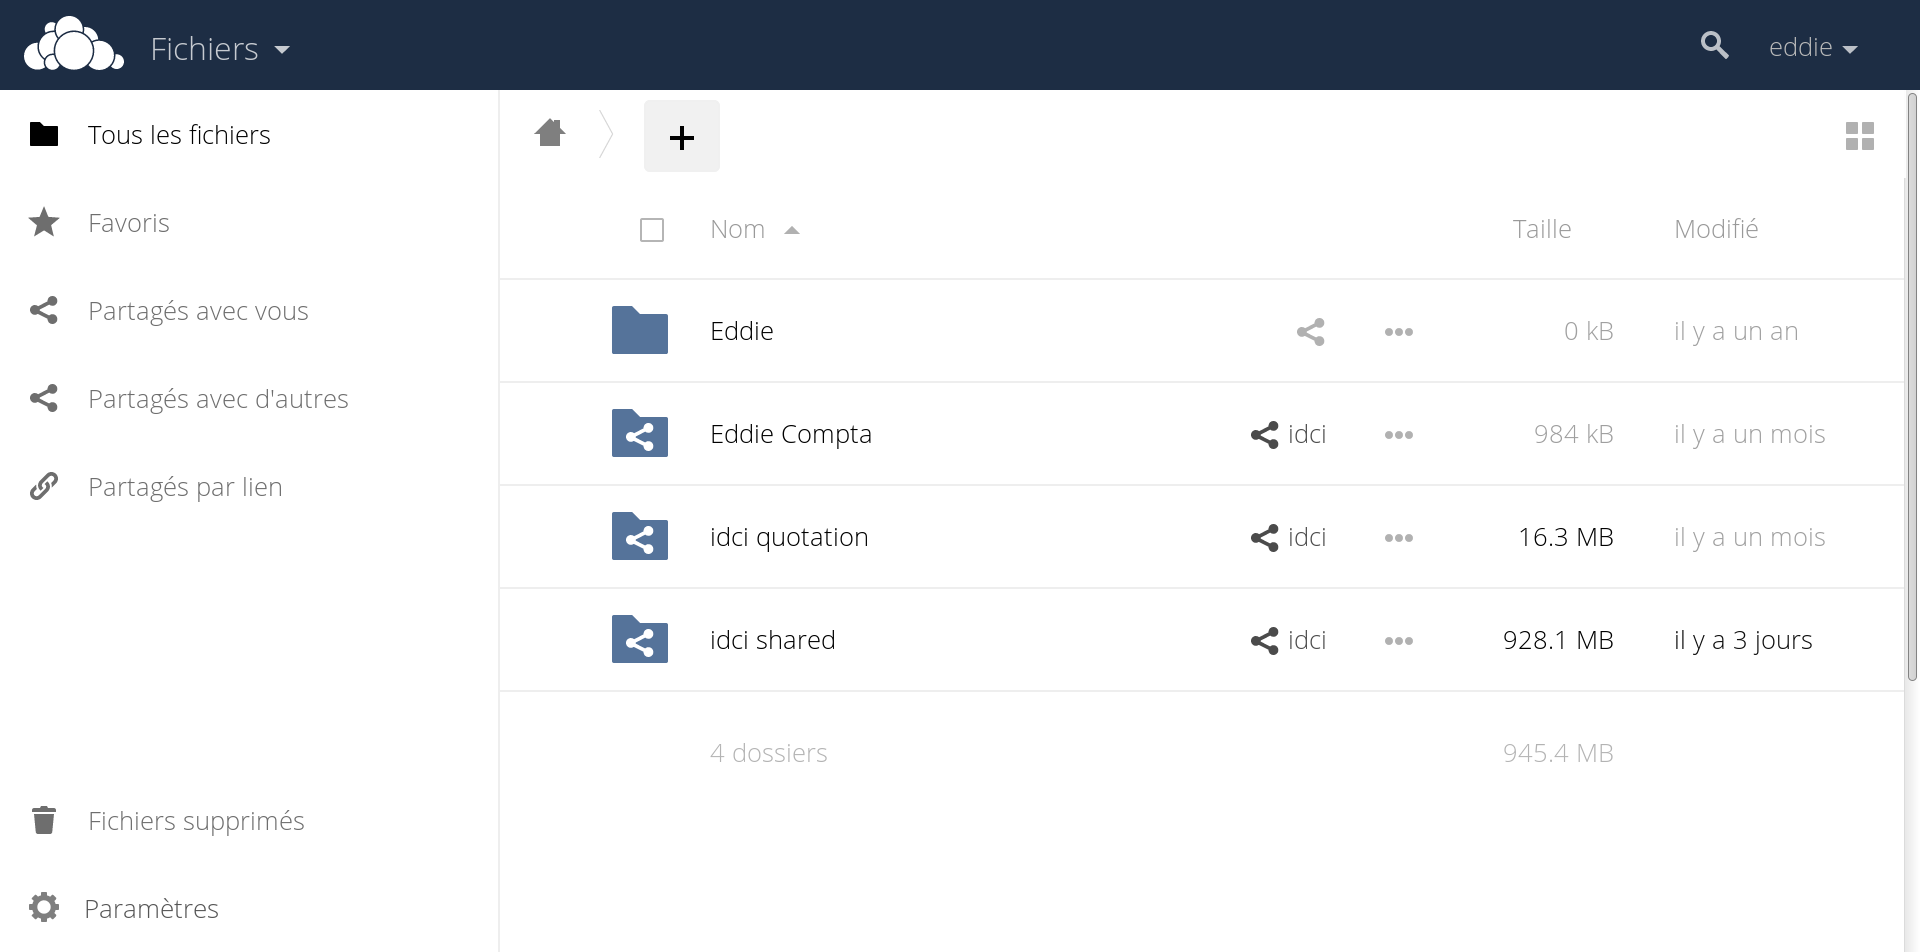 Fichiers
eddie
Tous les fichiers
Favoris
Partagés avec vous
Partagés avec d'autres
Partagés par lien
Fichiers supprimés
Paramètres
Nom Taille Modifié
Eddie 0 kB il y a un an
Eddie Compta idci 984 kB il y a un mois
idci quotation idci 16.3 MB il y a un mois
idci shared idci 928.1 MB il y a 3 jours
4 dossiers 945.4 MB